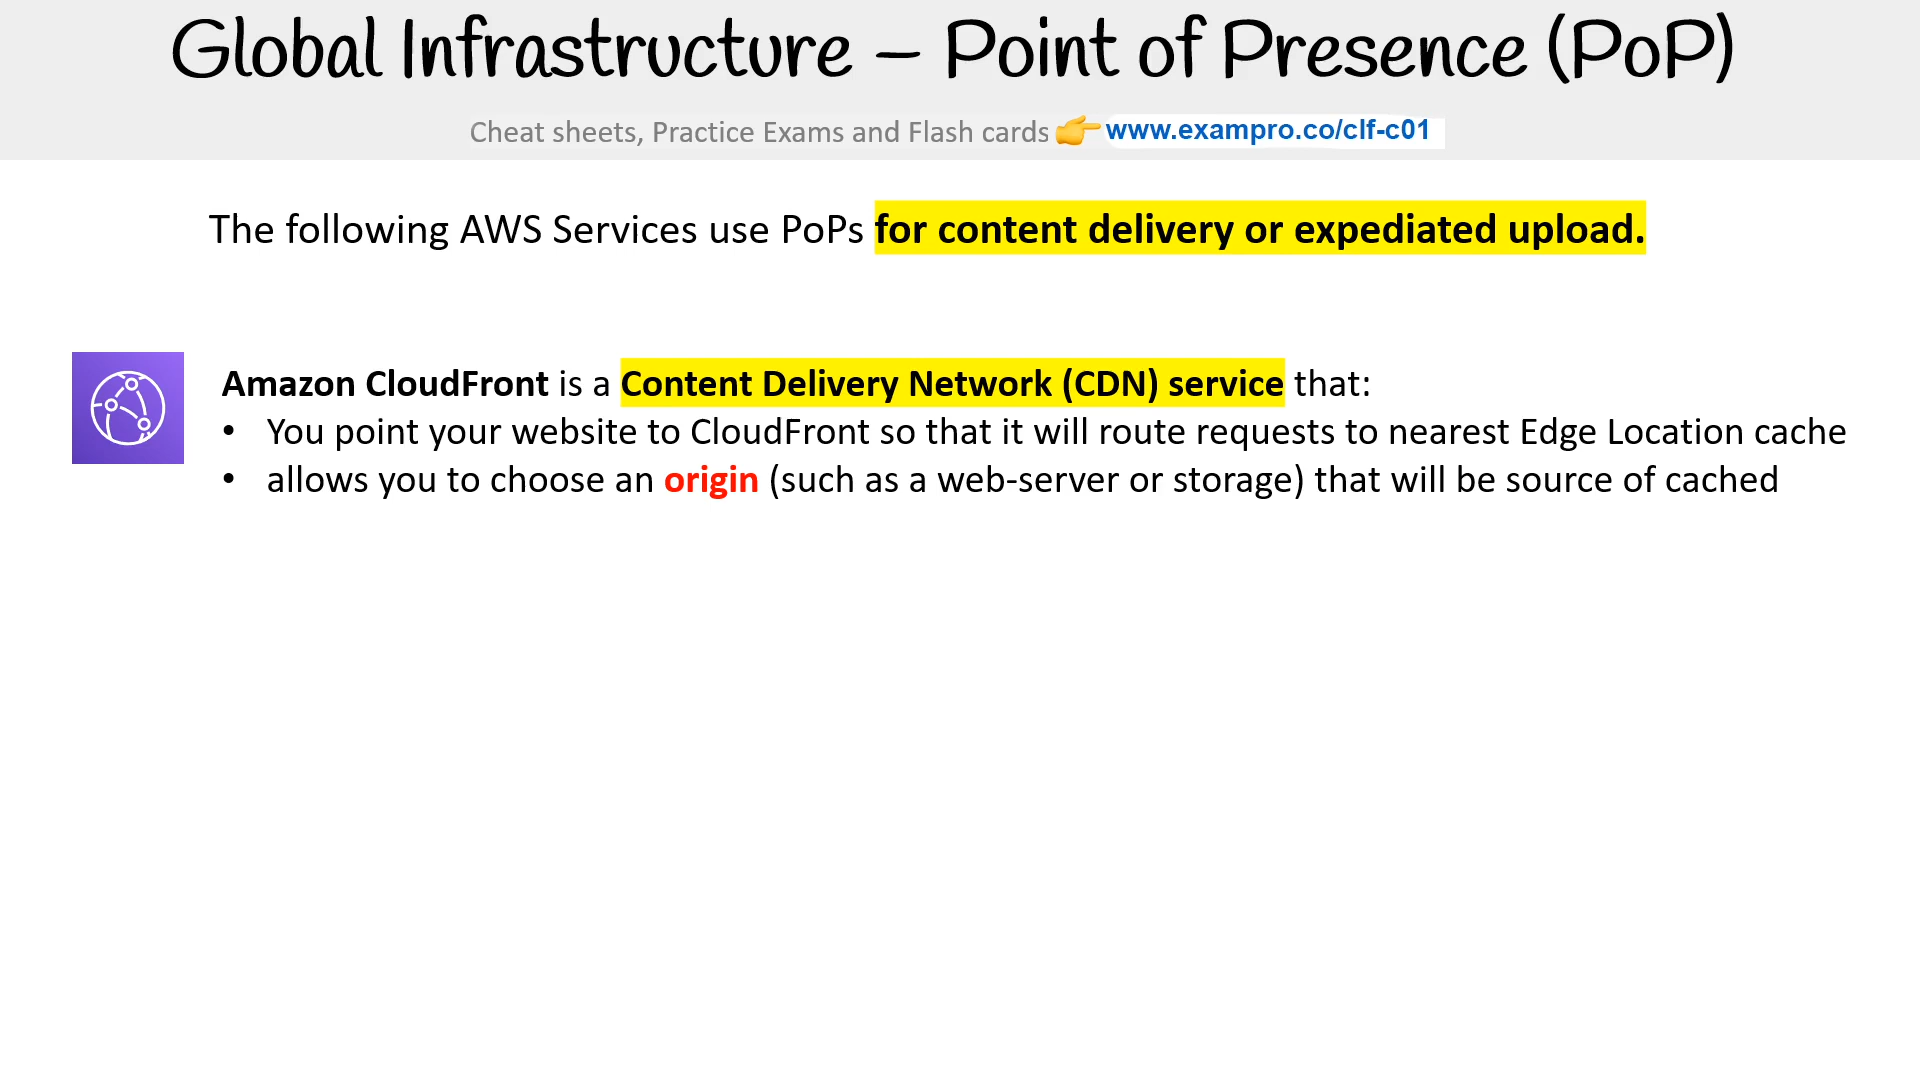 Global Infrastructure – Point of Presence (PoP)
Cheat sheets, Practice Exams and Flash cards 👉 www.exampro.co/clf-c01
The following AWS Services use PoPs for content delivery or expediated upload.
Amazon CloudFront is a Content Delivery Network (CDN) service that:
• You point your website to CloudFront so that it will route requests to nearest Edge Location cache
• allows you to choose an origin (such as a web-server or storage) that will be source of cached